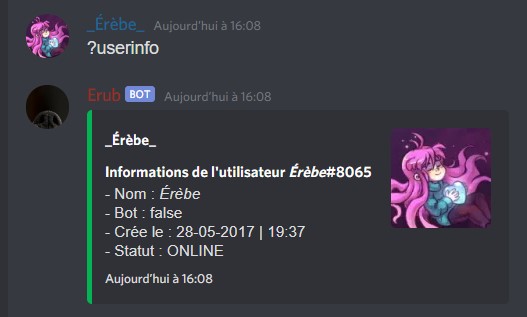 _Érèbe_ Aujourd'hui à 16:08
?userinfo
Erub BOT Aujourd'hui à 16:08
_Érèbe_
Informations de l'utilisateur Érèbe#8065
- Nom : Érèbe
- Bot : false
- Crée le : 28-05-2017 | 19:37
- Statut : ONLINE
Aujourd'hui à 16:08